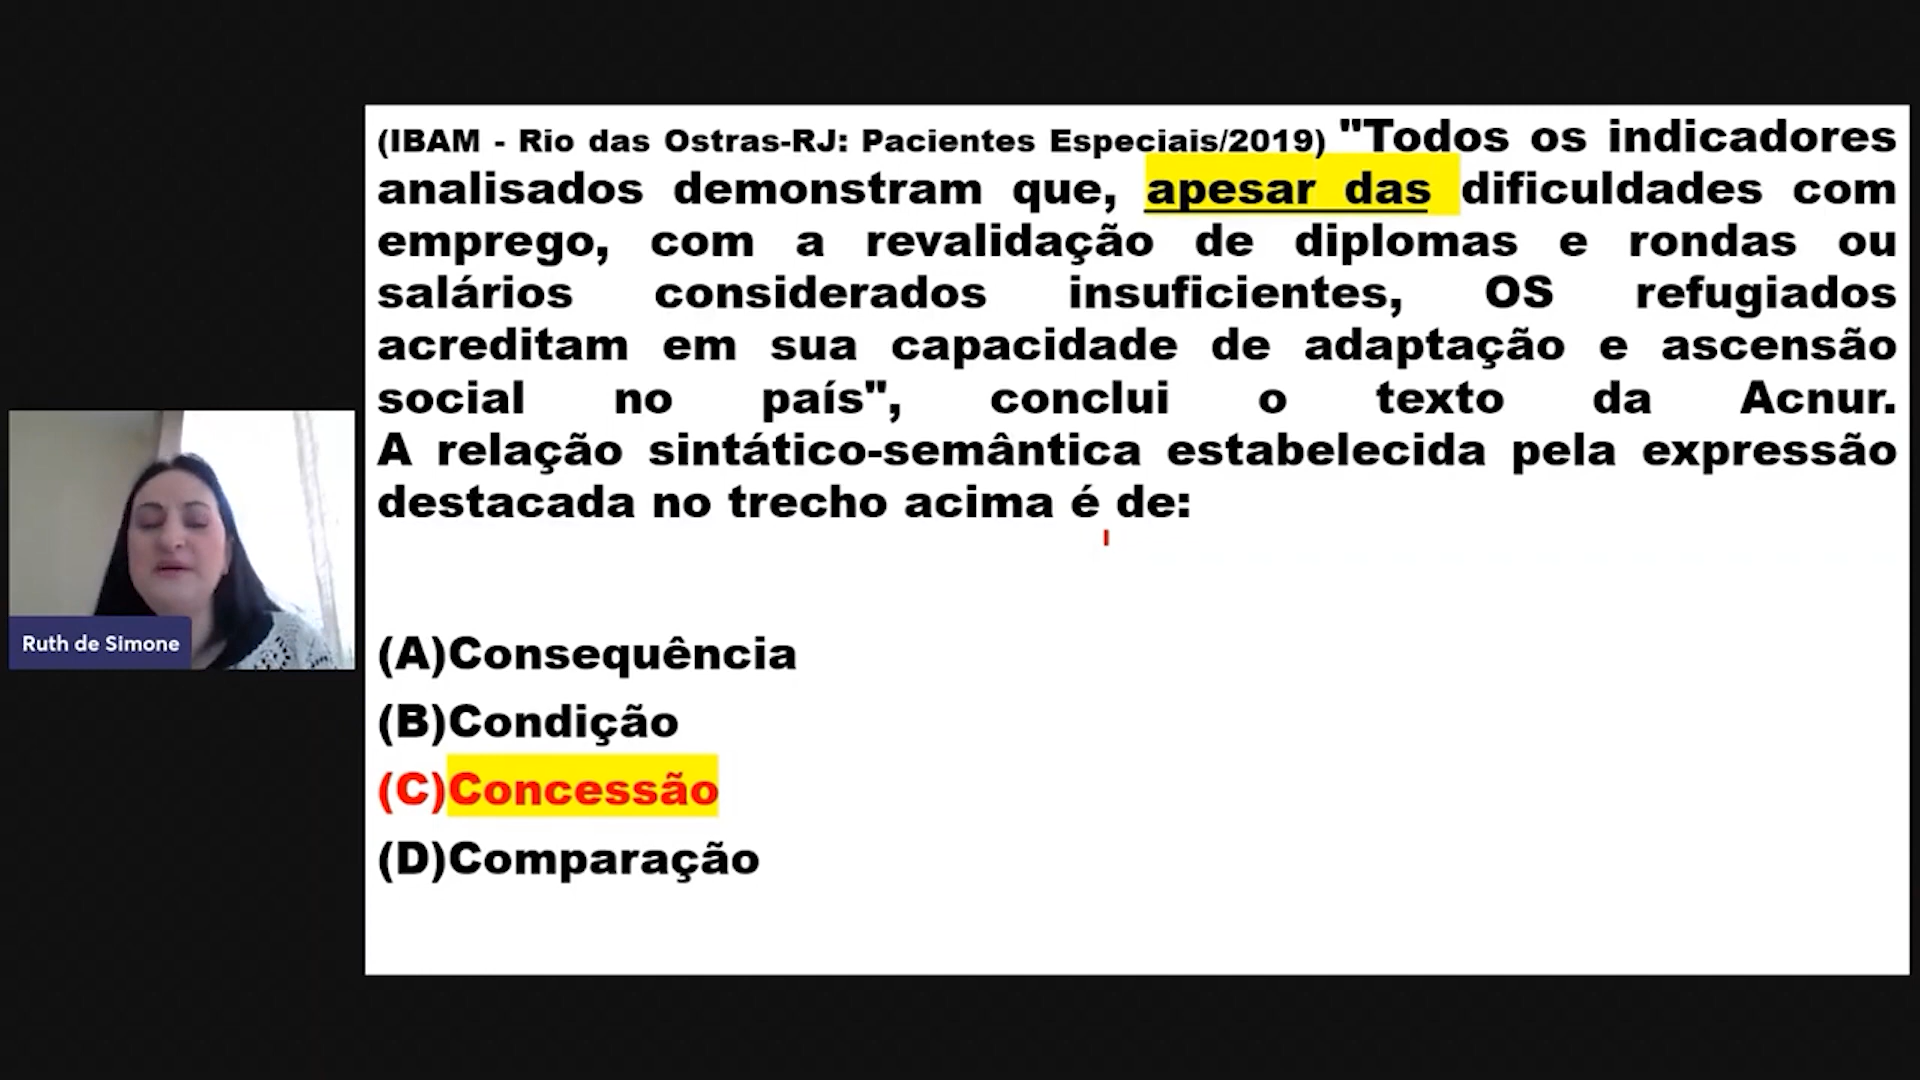 (IBAM - Rio das Ostras-RJ: Pacientes Especiais/2019) "Todos os indicadores
analisados demonstram que, apesar das dificuldades com
emprego, com a revalidação de diplomas e rondas ou
salários considerados insuficientes, OS refugiados
acreditam em sua capacidade de adaptação e ascensão
social no país", conclui o texto da Acnur.
A relação sintático-semântica estabelecida pela expressão
destacada no trecho acima é de:
(A)Consequência
(B)Condição
(C)Concessão
(D)Comparação
Ruth de Simone